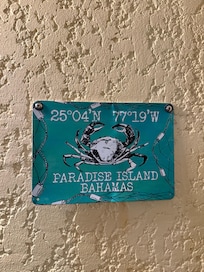 25°04'N 77°19'W
PARADISE ISLAND
BAHAMAS